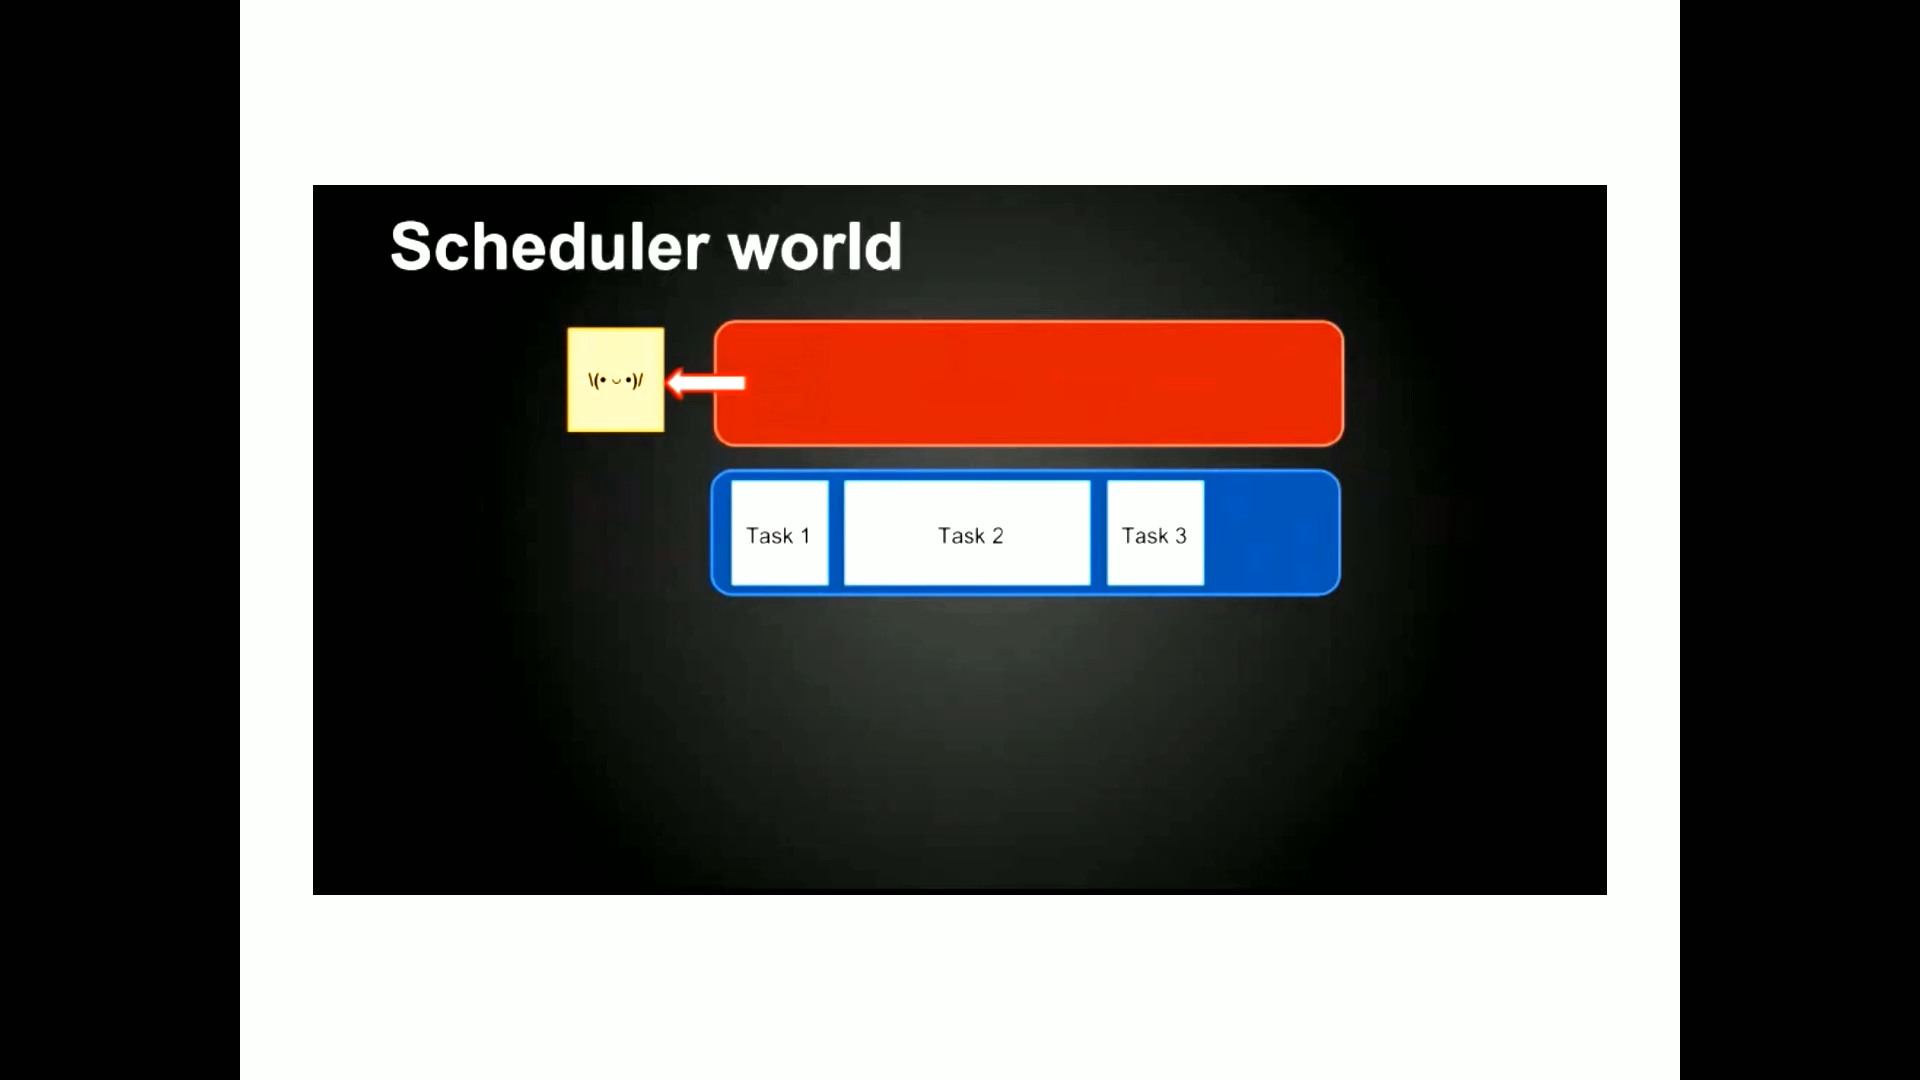 Scheduler world
\(• ◡ •)/
Task 1
Task 2
Task 3